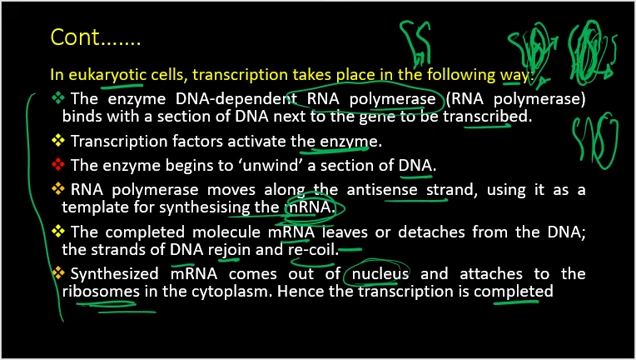 Cont.......
In eukaryotic cells, transcription takes place in the following way:
The enzyme DNA-dependent RNA polymerase (RNA polymerase)
binds with a section of DNA next to the gene to be transcribed.
Transcription factors activate the enzyme.
The enzyme begins to ‘unwind’ a section of DNA.
RNA polymerase moves along the antisense strand, using it as a
template for synthesising the mRNA.
The completed molecule mRNA leaves or detaches from the DNA;
the strands of DNA rejoin and re-coil.
Synthesized mRNA comes out of nucleus and attaches to the
ribosomes in the cytoplasm. Hence the transcription is completed